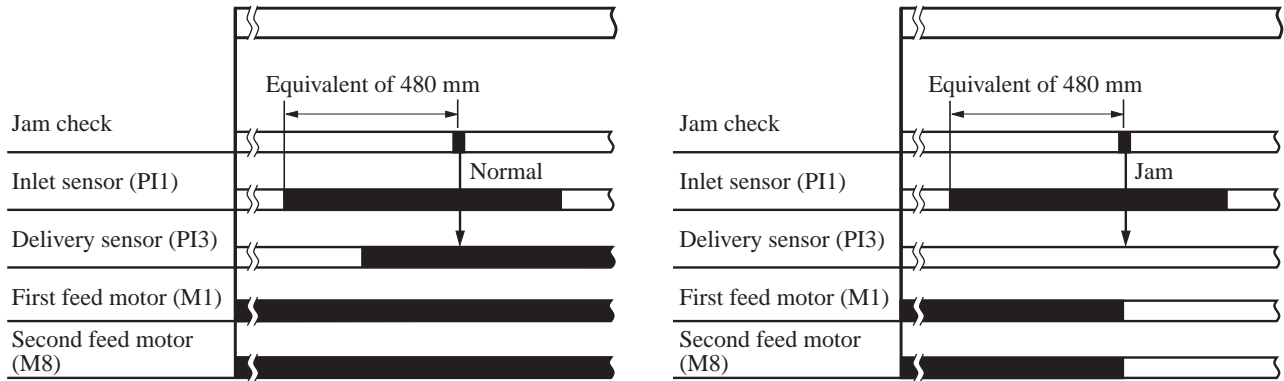 Equivalent of 480 mm
Jam check
Normal
Inlet sensor (PI1)
Delivery sensor (PI3)
First feed motor (M1)
Second feed motor
(M8)
Equivalent of 480 mm
Jam check
Jam
Inlet sensor (PI1)
Delivery sensor (PI3)
First feed motor (M1)
Second feed motor
(M8)